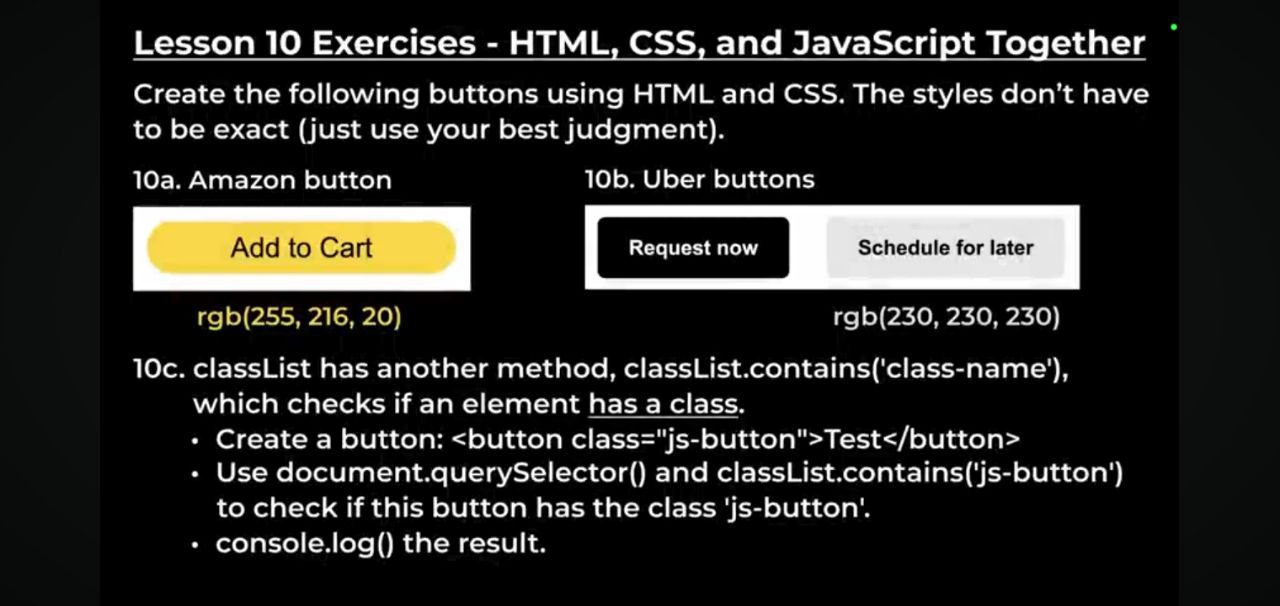 Lesson 10 Exercises - HTML, CSS, and JavaScript Together
Create the following buttons using HTML and CSS. The styles don’t have
to be exact (just use your best judgment).
10a. Amazon button
Add to Cart
rgb(255, 216, 20)
10b. Uber buttons
Request now
Schedule for later
rgb(230, 230, 230)
10c. classList has another method, classList.contains('class-name'),
which checks if an element has a class.
• Create a button: <button class="js-button">Test</button>
• Use document.querySelector() and classList.contains('js-button')
to check if this button has the class 'js-button'.
• console.log() the result.